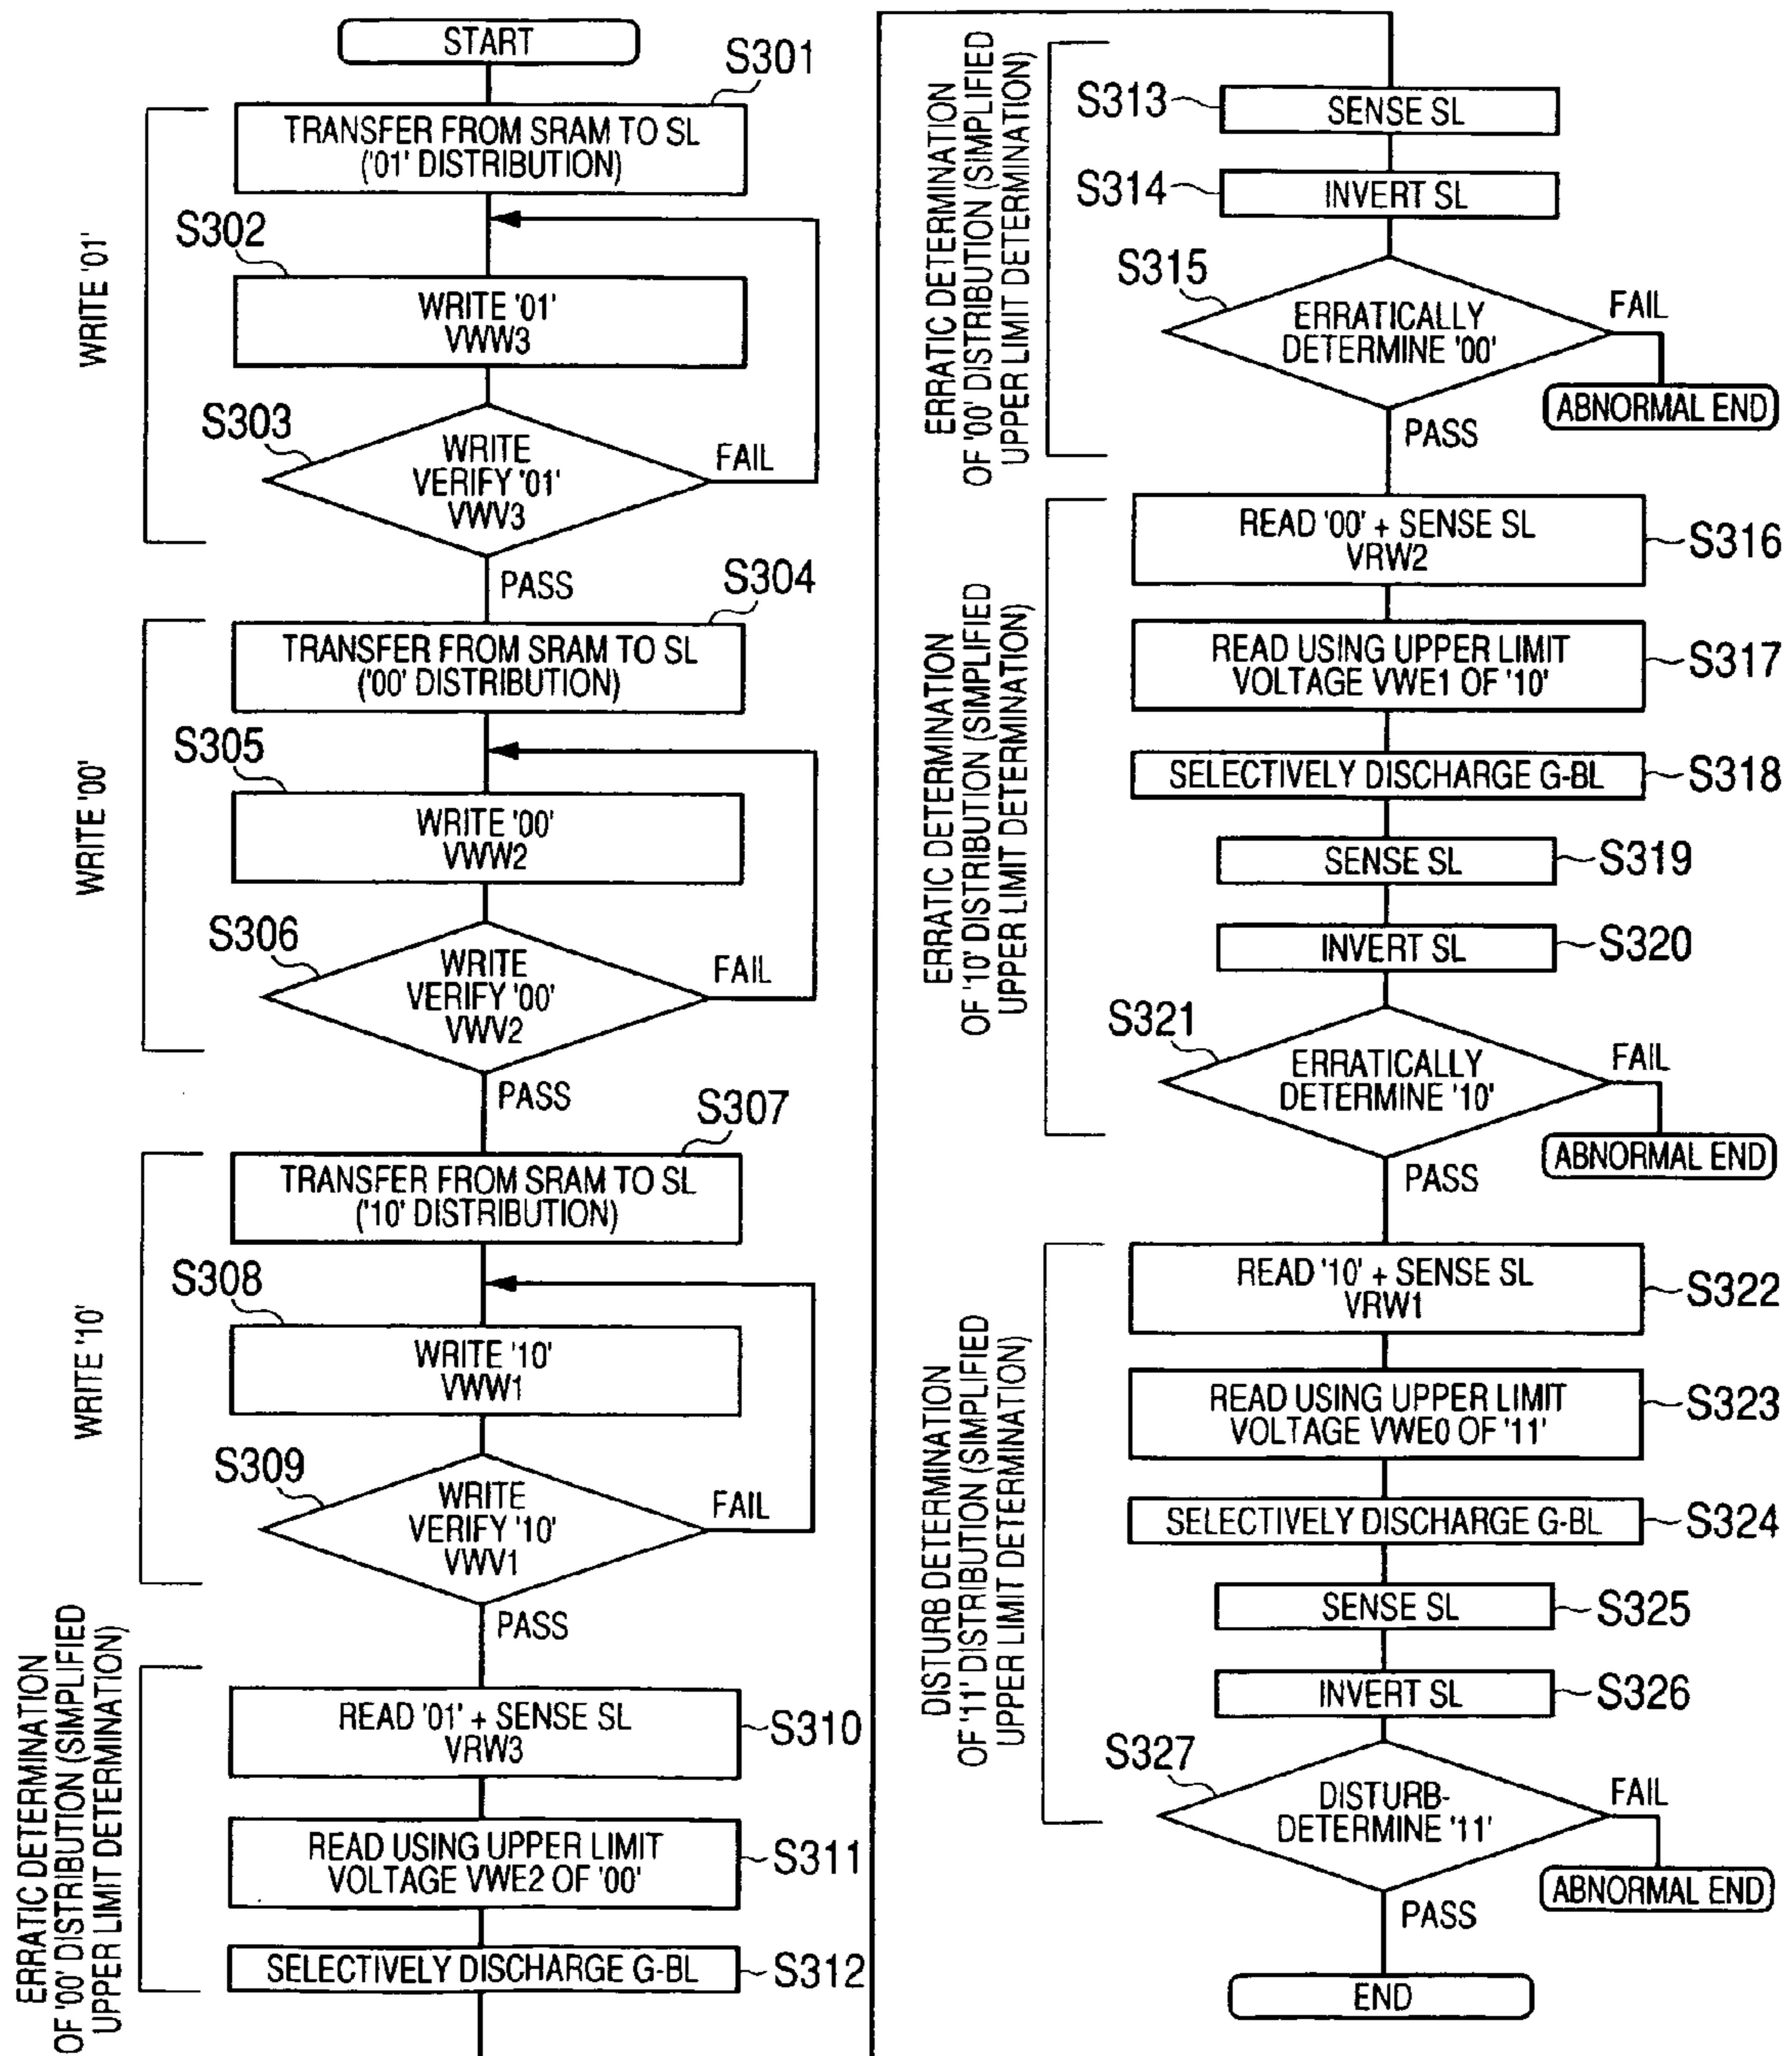 START
S301
TRANSFER FROM SRAM TO SL
('01' DISTRIBUTION)
S302
WRITE '01'
VWW3
S303
WRITE
VERIFY '01'
VWV3
FAIL
PASS
WRITE '01'
S304
TRANSFER FROM SRAM TO SL
('00' DISTRIBUTION)
S305
WRITE '00'
VWW2
S306
WRITE
VERIFY '00'
VWV2
FAIL
PASS
WRITE '00'
S307
TRANSFER FROM SRAM TO SL
('10' DISTRIBUTION)
S308
WRITE '10'
VWW1
S309
WRITE
VERIFY '10'
VWV1
FAIL
PASS
WRITE '10'
ERRATIC DETERMINATION
OF '00' DISTRIBUTION (SIMPLIFIED
UPPER LIMIT DETERMINATION)
READ '01' + SENSE SL
VRW3
S310
READ USING UPPER LIMIT
VOLTAGE VWE2 OF '00'
S311
SELECTIVELY DISCHARGE G-BL
S312
ERRATIC DETERMINATION
OF '00' DISTRIBUTION (SIMPLIFIED
UPPER LIMIT DETERMINATION)
S313
SENSE SL
S314
INVERT SL
S315
ERRATICALLY
DETERMINE '00'
FAIL
ABNORMAL END
PASS
ERRATIC DETERMINATION
OF '10' DISTRIBUTION (SIMPLIFIED
UPPER LIMIT DETERMINATION)
READ '00' + SENSE SL
VRW2
S316
READ USING UPPER LIMIT
VOLTAGE VWE1 OF '10'
S317
SELECTIVELY DISCHARGE G-BL
S318
SENSE SL
S319
INVERT SL
S320
S321
ERRATICALLY
DETERMINE '10'
FAIL
ABNORMAL END
PASS
DISTURB DETERMINATION
OF '11' DISTRIBUTION (SIMPLIFIED
UPPER LIMIT DETERMINATION)
READ '10' + SENSE SL
VRW1
S322
READ USING UPPER LIMIT
VOLTAGE VWE0 OF '11'
S323
SELECTIVELY DISCHARGE G-BL
S324
SENSE SL
S325
INVERT SL
S326
S327
DISTURB-
DETERMINE '11'
FAIL
ABNORMAL END
PASS
END